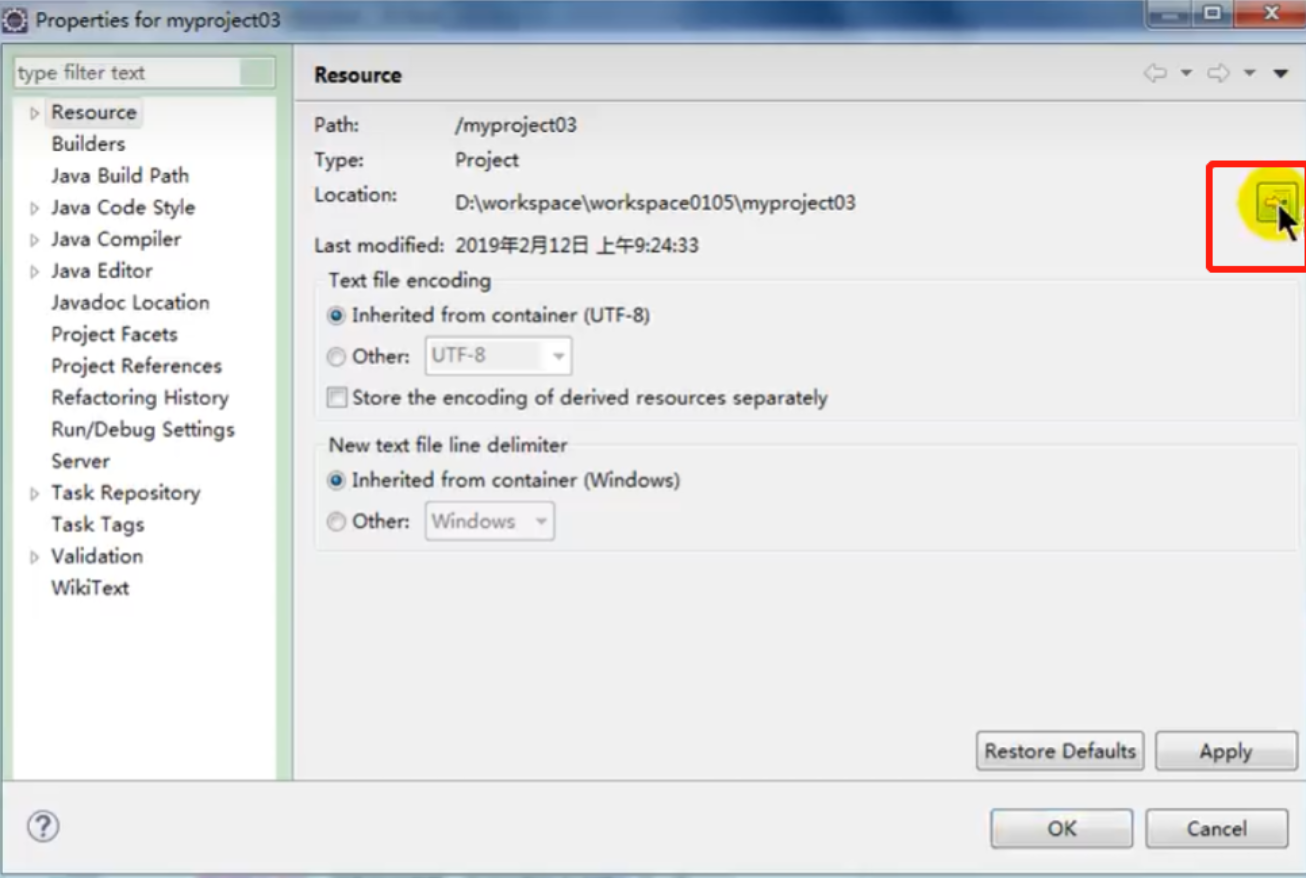 Properties for myproject03
type filter text
Resource
Builders
Java Build Path
Java Code Style
Java Compiler
Java Editor
Javadoc Location
Project Facets
Project References
Refactoring History
Run/Debug Settings
Server
Task Repository
Task Tags
Validation
WikiText
Resource
Path: /myproject03
Type: Project
Location: D:\workspace\workspace0105\myproject03
Last modified: 2019年2月12日 上午9:24:33
Text file encoding
Inherited from container (UTF-8)
Other: UTF-8
Store the encoding of derived resources separately
New text file line delimiter
Inherited from container (Windows)
Other: Windows
Restore Defaults Apply
? OK Cancel